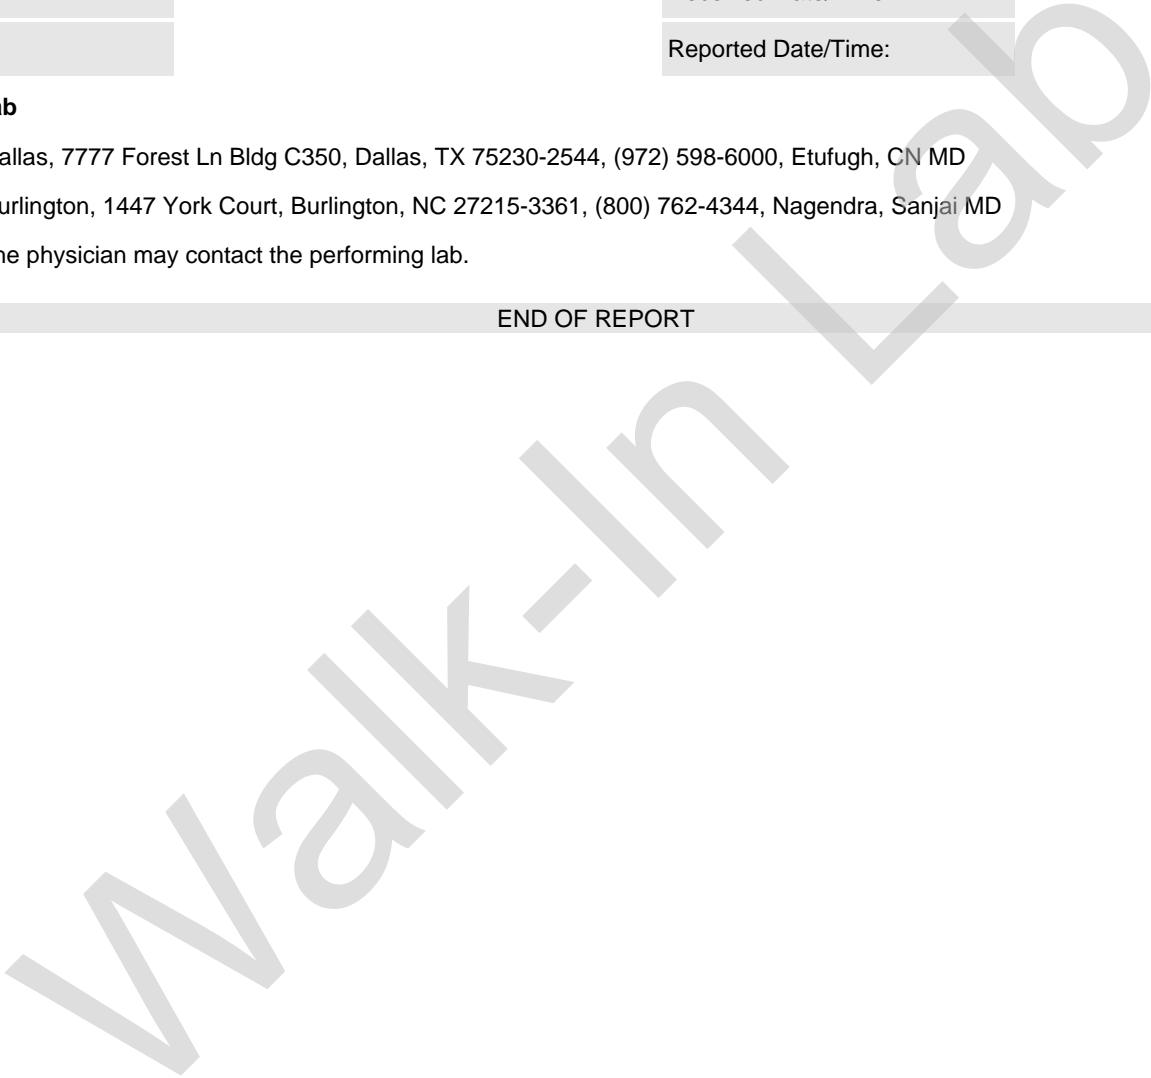 Reported Date/Time:
ab
allas, 7777 Forest Ln Bldg C350, Dallas, TX 75230-2544, (972) 598-6000, Etufugh, CN MD
urlington, 1447 York Court, Burlington, NC 27215-3361, (800) 762-4344, Nagendra, Sanjai MD
he physician may contact the performing lab.
END OF REPORT
Walk-In Lab